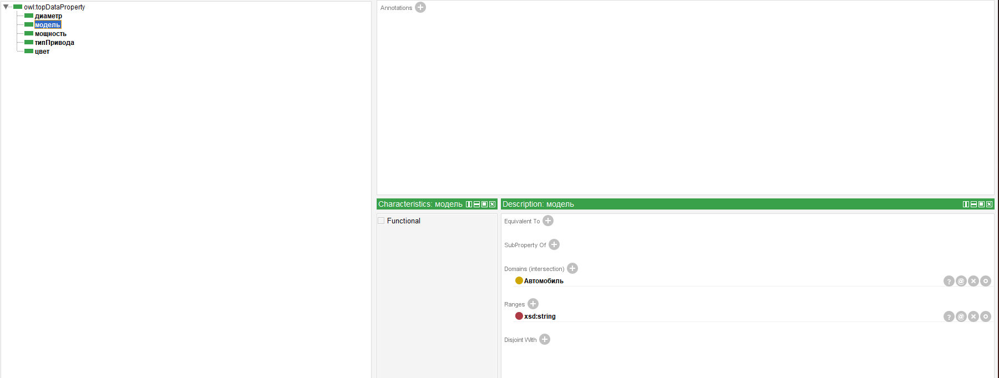 owl:topDataProperty
диаметр
модель
мощность
типПривода
цвет
Annotations
Characteristics: модель
Functional
Description: модель
Equivalent To
SubProperty Of
Domains (intersection)
Автомобиль
Ranges
xsd:string
Disjoint With